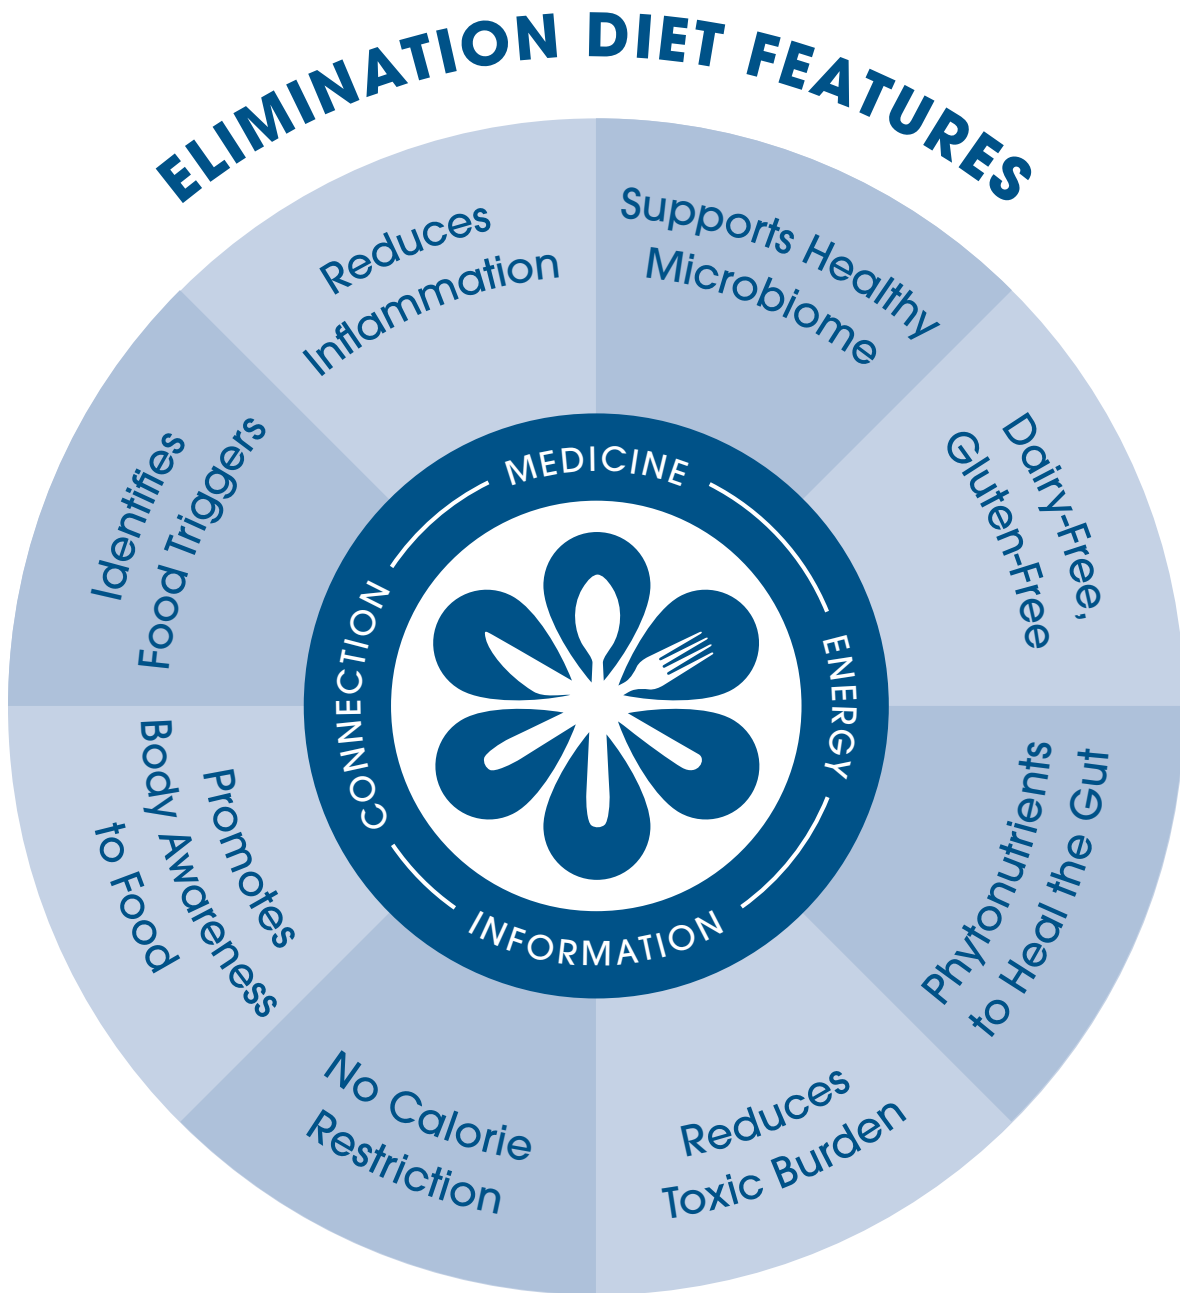 ELIMINATION DIET FEATURES
Supports Healthy
Microbiome
Dairy-Free,
Gluten-Free
Phytonutrients
to Heal the Gut
Reduces
Toxic Burden
No Calorie
Restriction
Promotes
Body Awareness
to Food
Identifies
Food Triggers
Reduces
Inflammation
MEDICINE
ENERGY
INFORMATION
CONNECTION